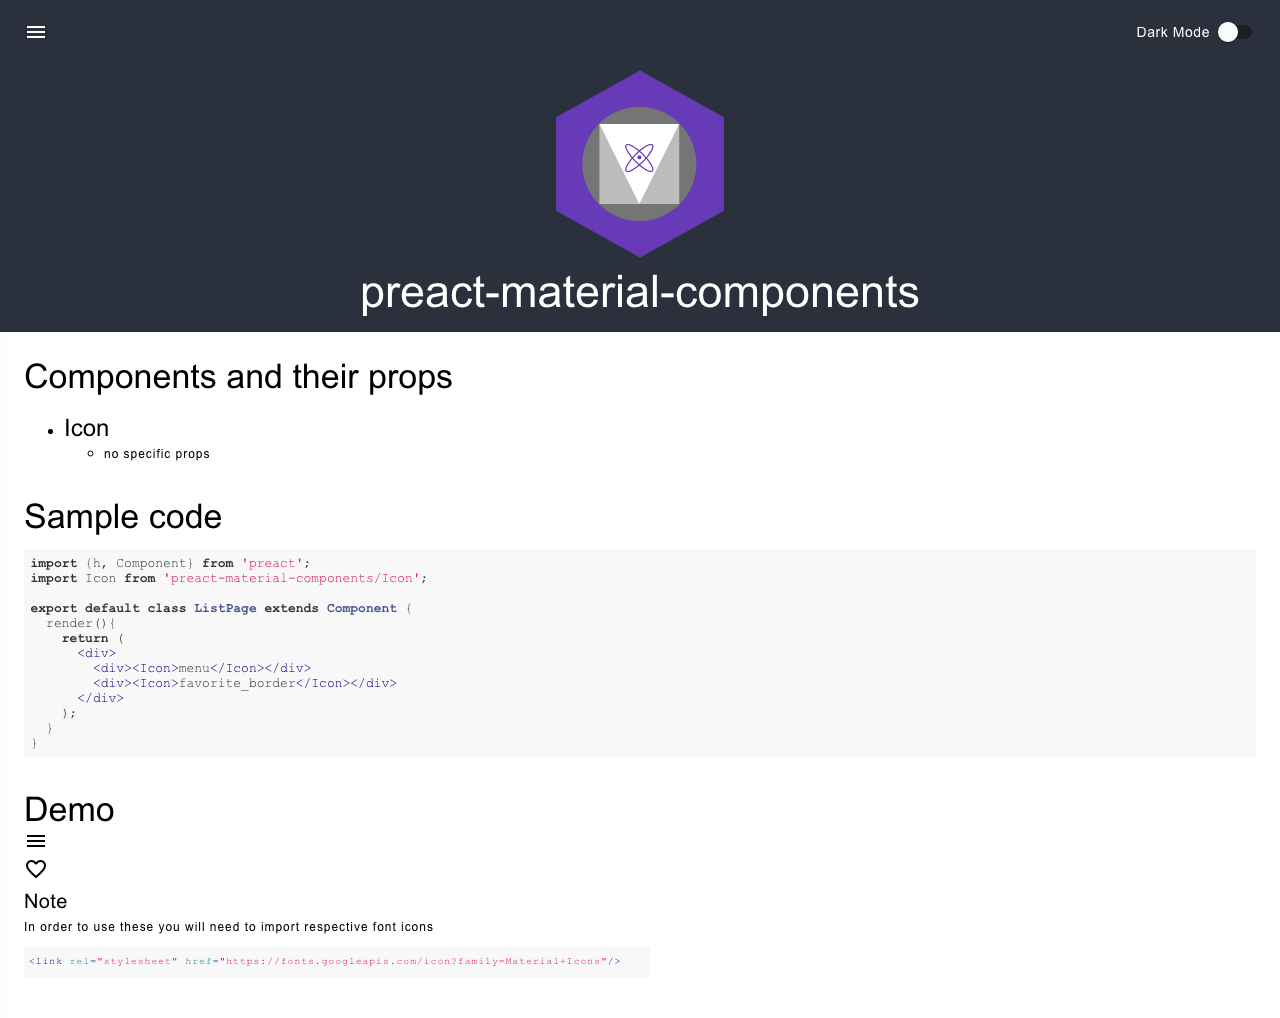 Dark Mode
preact-material-components
Components and their props
Icon
no specific props
Sample code
import {h, Component} from 'preact';
import Icon from 'preact-material-components/Icon';
export default class ListPage extends Component {
render(){
return (
<div>
<div><Icon>menu</Icon></div>
<div><Icon>favorite_border</Icon></div>
</div>
);
}
}
Demo
Note
In order to use these you will need to import respective font icons
<link rel="stylesheet" href="https://fonts.googleapis.com/icon?family=Material+Icons"/>